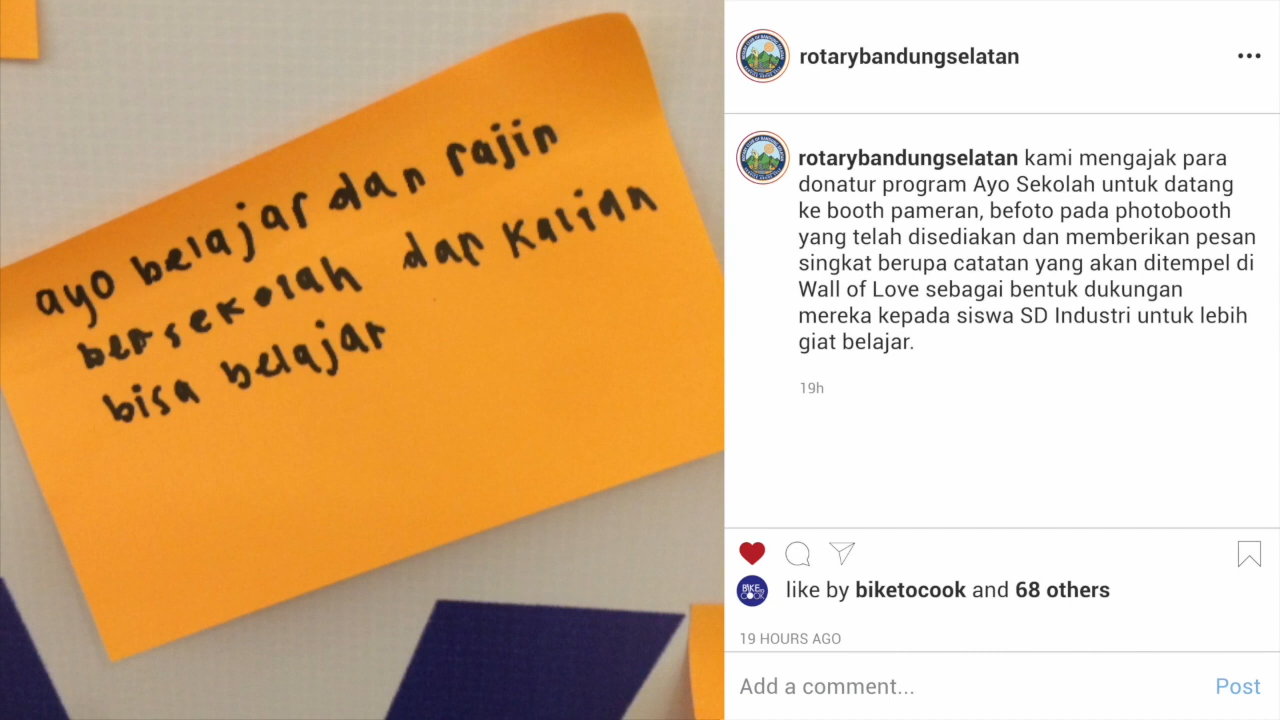 ayo belajar dan rajin
bersekolah dan Kalian
bisa belajar
rotarybandungselatan
rotarybandungselatan kami mengajak para
donatur program Ayo Sekolah untuk datang
ke booth pameran, befoto pada photobooth
yang telah disediakan dan memberikan pesan
singkat berupa catatan yang akan ditempel di
Wall of Love sebagai bentuk dukungan
mereka kepada siswa SD Industri untuk lebih
giat belajar.
19h
BIKE
COOK
like by biketocook and 68 others
19 HOURS AGO
Add a comment...
Post